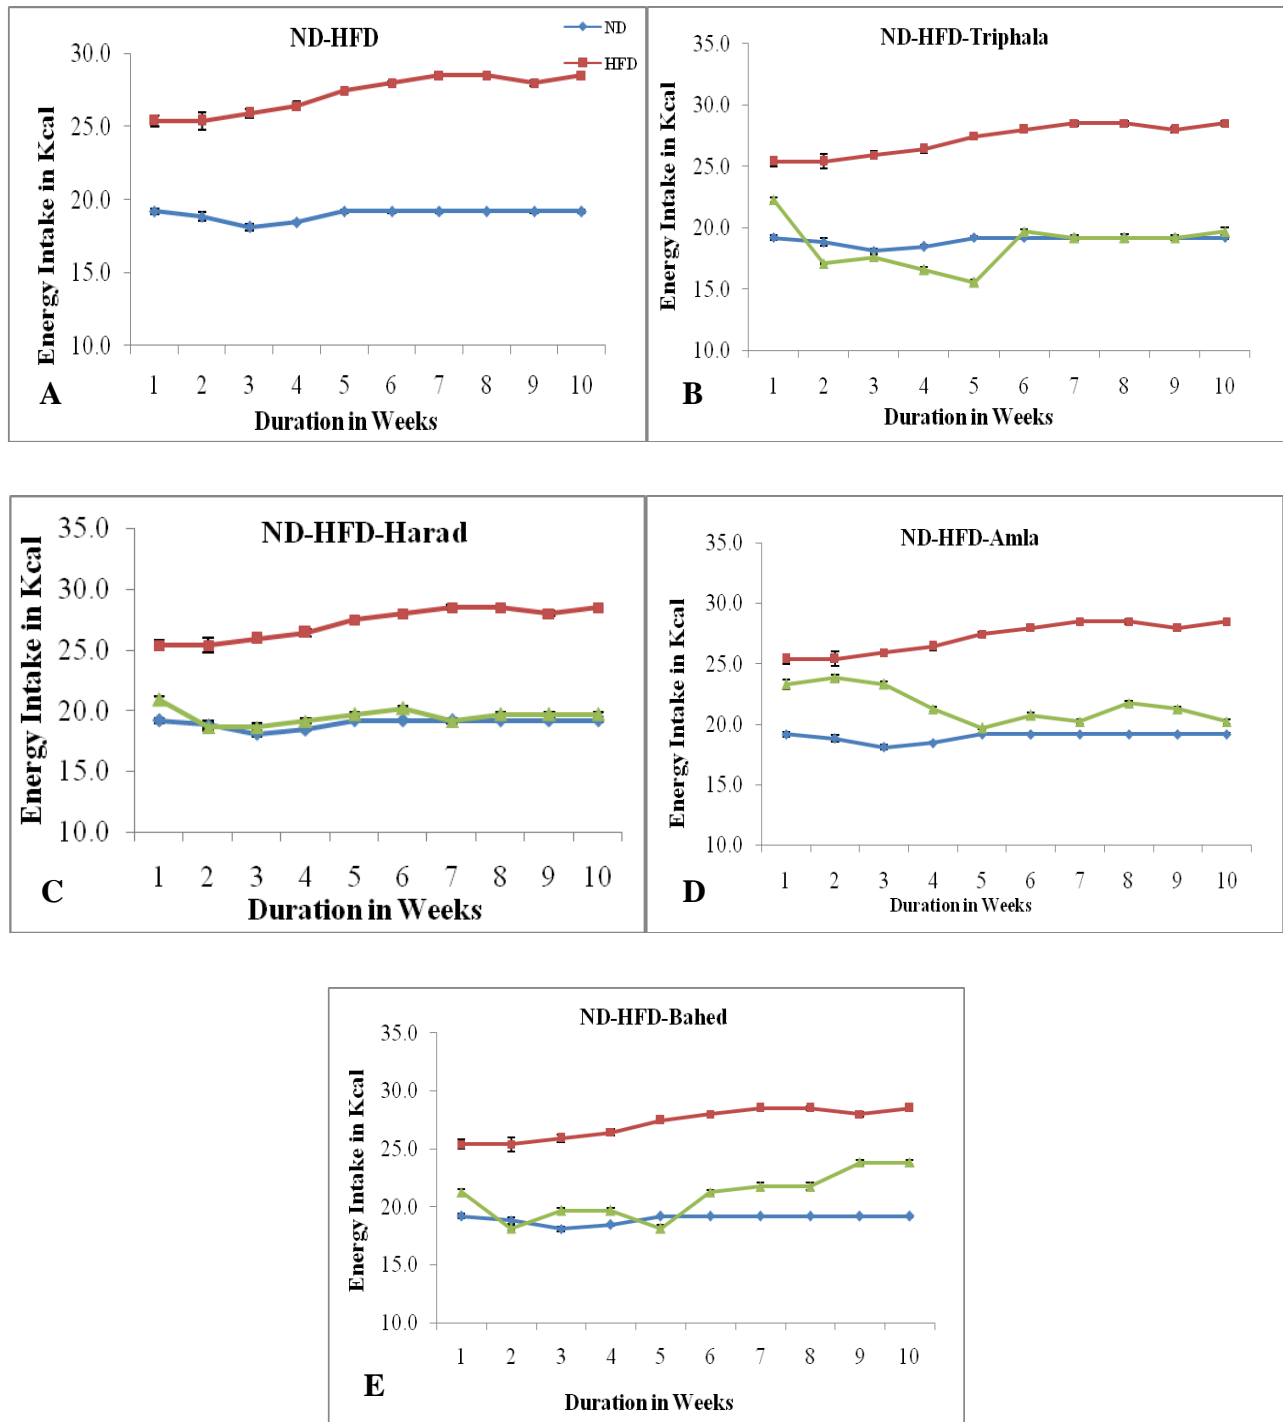 ND-HFD
ND
HFD
30.0
25.0
20.0
15.0
10.0
Energy Intake in Kcal
1 2 3 4 5 6 7 8 9 10
Duration in Weeks
A
ND-HFD-Triphala
35.0
30.0
25.0
20.0
15.0
10.0
Energy Intake in Kcal
1 2 3 4 5 6 7 8 9 10
Duration in Weeks
B
ND-HFD-Harad
35.0
30.0
25.0
20.0
15.0
10.0
Energy Intake in Kcal
1 2 3 4 5 6 7 8 9 10
Duration in Weeks
C
ND-HFD-Amla
35.0
30.0
25.0
20.0
15.0
10.0
Energy Intake in Kcal
1 2 3 4 5 6 7 8 9 10
Duration in Weeks
D
ND-HFD-Bahed
35.0
30.0
25.0
20.0
15.0
10.0
Energy Intake in Kcal
1 2 3 4 5 6 7 8 9 10
Duration in Weeks
E